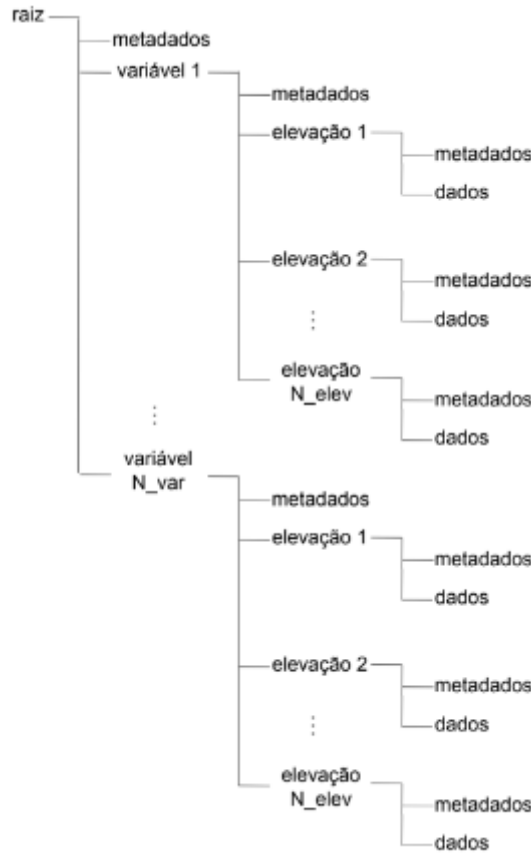 raiz
metadados
variável 1
metadados
elevação 1
metadados
dados
elevação 2
metadados
dados
elevação
N_elev
metadados
dados
variável
N_var
metadados
elevação 1
metadados
dados
elevação 2
metadados
dados
elevação
N_elev
metadados
dados